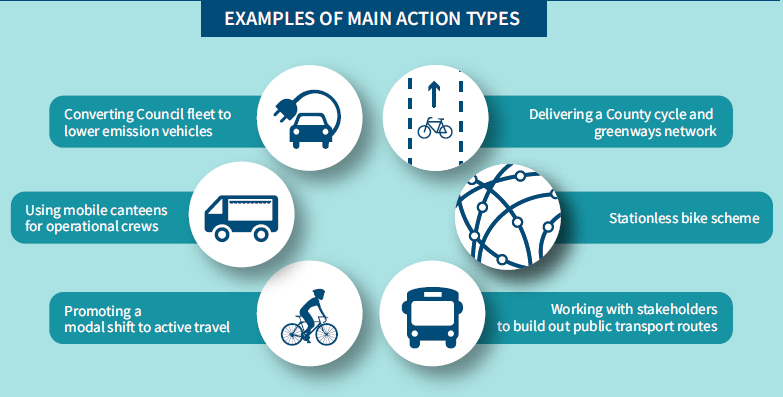 EXAMPLES OF MAIN ACTION TYPES
Converting Council fleet to
lower emission vehicles
Delivering a County cycle and
greenways network
Using mobile canteens
for operational crews
Stationless bike scheme
Promoting a
modal shift to active travel
Working with stakeholders
to build out public transport routes